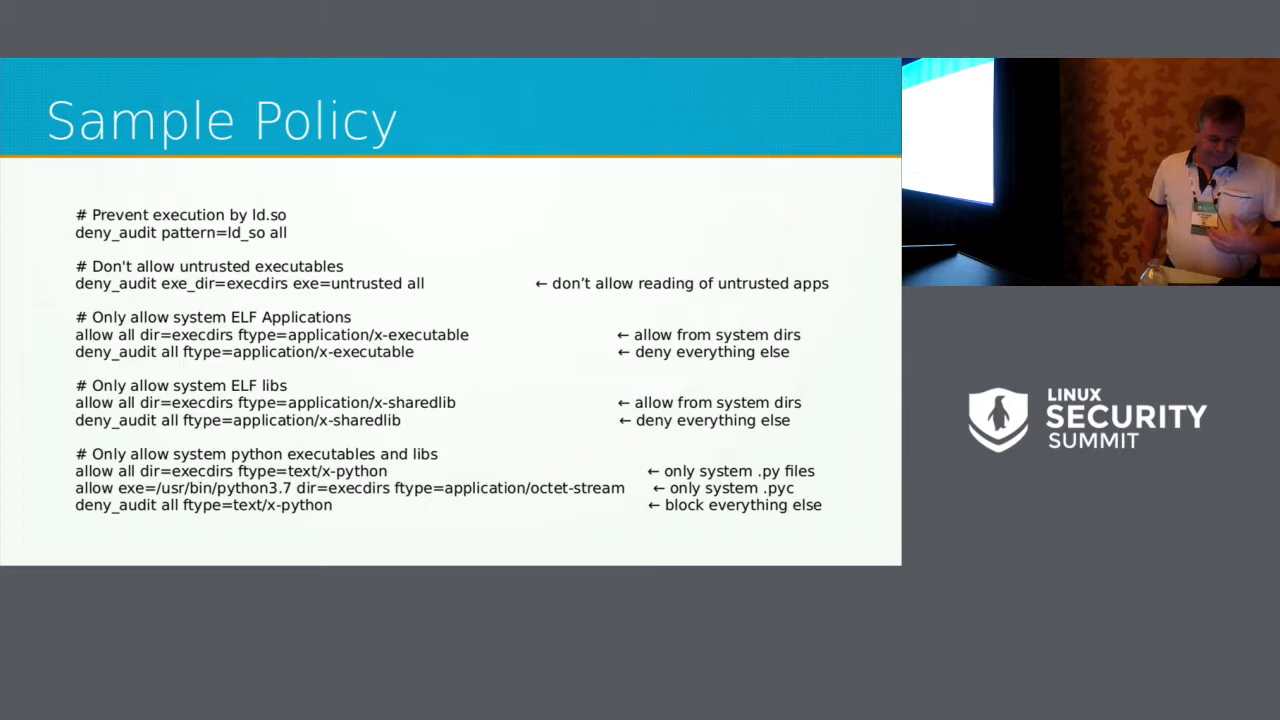 Sample Policy
# Prevent execution by ld.so
deny_audit pattern=ld_so all
# Don't allow untrusted executables
deny_audit exe_dir=execdirs exe=untrusted all ← don’t allow reading of untrusted apps
# Only allow system ELF Applications
allow all dir=execdirs ftype=application/x-executable ← allow from system dirs
deny_audit all ftype=application/x-executable ← deny everything else
# Only allow system ELF libs
allow all dir=execdirs ftype=application/x-sharedlib ← allow from system dirs
deny_audit all ftype=application/x-sharedlib ← deny everything else
# Only allow system python executables and libs
allow all dir=execdirs ftype=text/x-python ← only system .py files
allow exe=/usr/bin/python3.7 dir=execdirs ftype=application/octet-stream ← only system .pyc
deny_audit all ftype=text/x-python ← block everything else
LINUX
SECURITY
SUMMIT